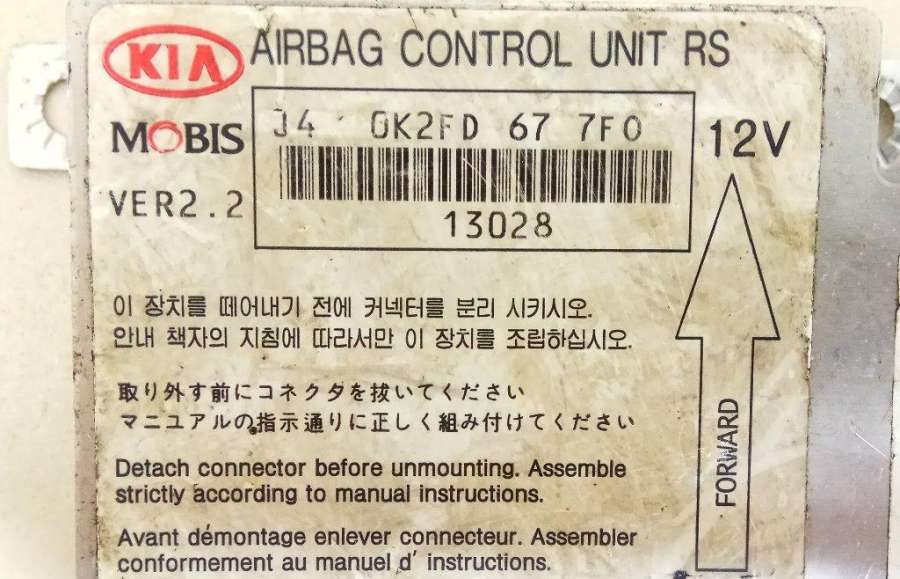 KIA AIRBAG CONTROL UNIT RS
MOBIS
VER2.2
J4 0K2FD 67 7F0
13028
12V
FORWARD
이 장치를 떼어내기 전에 커넥터를 분리 시키시오.
안내 책자의 지침에 따라서만 이 장치를 조립하십시오.
取り外す前にコネクタを抜いてください
マニュアルの指示通りに正しく組み付けてください
Detach connector before unmounting. Assemble
strictly according to manual instructions.
Avant démontage enlever connecteur. Assembler
conformement au manuel d' instructions.